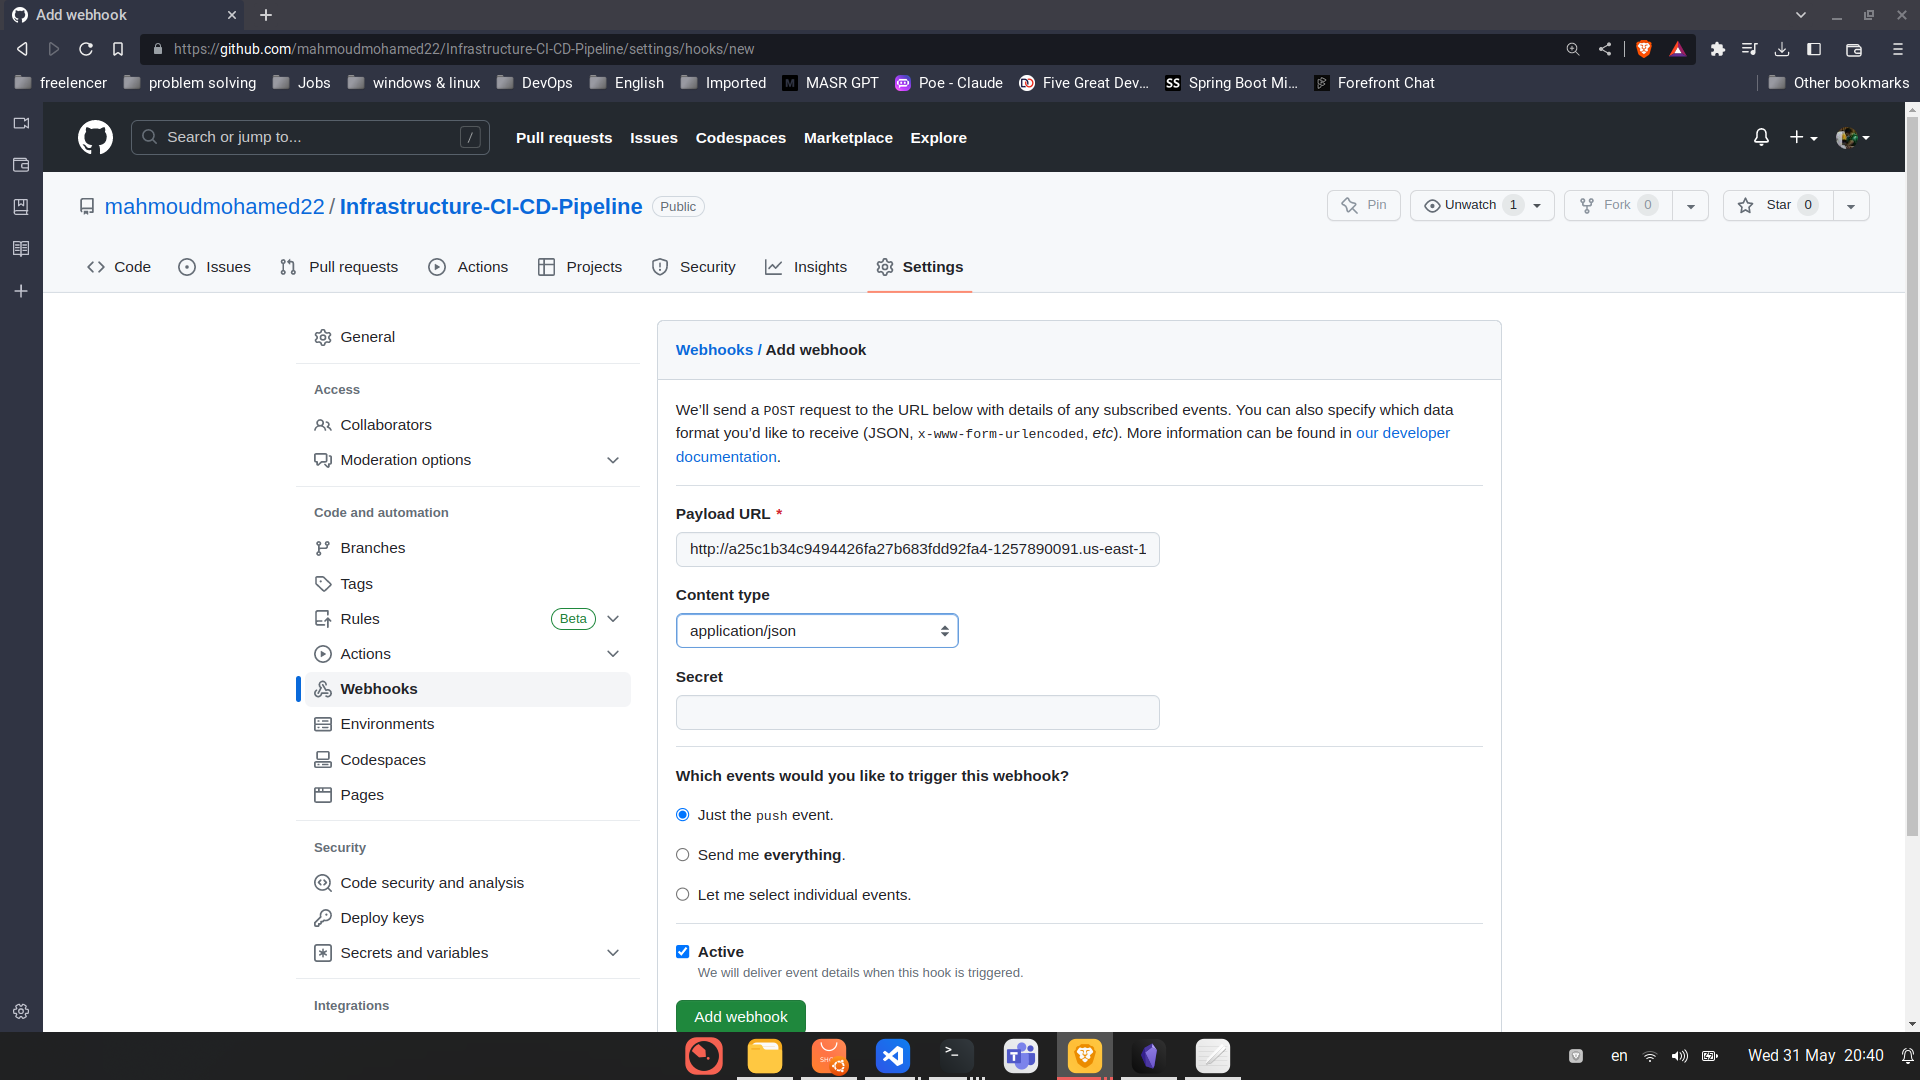 Add webhook
https://github.com/mahmoudmohamed22/Infrastructure-CI-CD-Pipeline/settings/hooks/new
freelencer
problem solving
Jobs
windows & linux
DevOps
English
Imported
MASR GPT
Poe - Claude
Five Great Dev...
SS
Spring Boot Mi...
Forefront Chat
Other bookmarks
Search or jump to...
/
Pull requests
Issues
Codespaces
Marketplace
Explore
mahmoudmohamed22 / Infrastructure-CI-CD-Pipeline
Public
Pin
Unwatch 1
Fork 0
Star 0
Code
Issues
Pull requests
Actions
Projects
Security
Insights
Settings
General
Access
Collaborators
Moderation options
Code and automation
Branches
Tags
Rules
Beta
Actions
Webhooks
Environments
Codespaces
Pages
Security
Code security and analysis
Deploy keys
Secrets and variables
Integrations
Webhooks / Add webhook
We'll send a POST request to the URL below with details of any subscribed events. You can also specify which data
format you'd like to receive (JSON, x-www-form-urlencoded, etc). More information can be found in our developer
documentation.
Payload URL *
http://a25c1b34c9494426fa27b683fdd92fa4-1257890091.us-east-1
Content type
application/json
Secret
Which events would you like to trigger this webhook?
Just the push event.
Send me everything.
Let me select individual events.
Active
We will deliver event details when this hook is triggered.
Add webhook
en
Wed 31 May 20:40